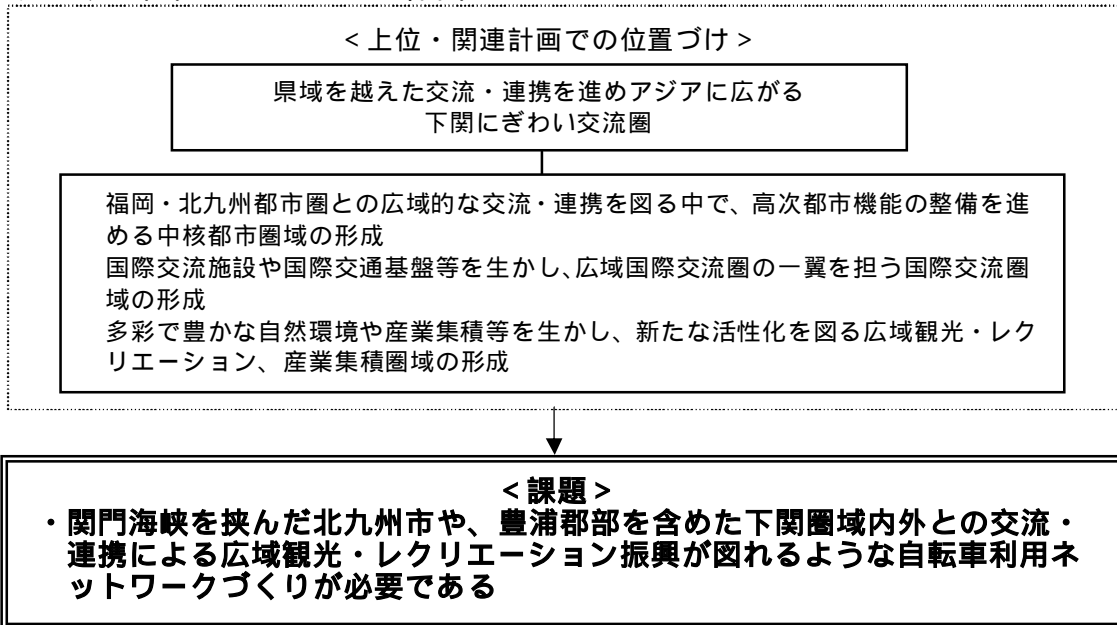 <上位・関連計画での位置づけ>
県域を越えた交流・連携を進めアジアに広がる
下関にぎわい交流圏
福岡・北九州都市圏との広域的な交流・連携を図る中で、高次都市機能の整備を進
める中核都市圏域の形成
国際交流施設や国際交通基盤等を生かし、広域国際交流圏の一翼を担う国際交流圏
域の形成
多彩で豊かな自然環境や産業集積等を生かし、新たな活性化を図る広域観光・レク
リエーション、産業集積圏域の形成
<課題>
・関門海峡を挟んだ北九州市や、豊浦郡部を含めた下関圏域内外との交流・
連携による広域観光・レクリエーション振興が図れるような自転車利用ネ
ットワークづくりが必要である